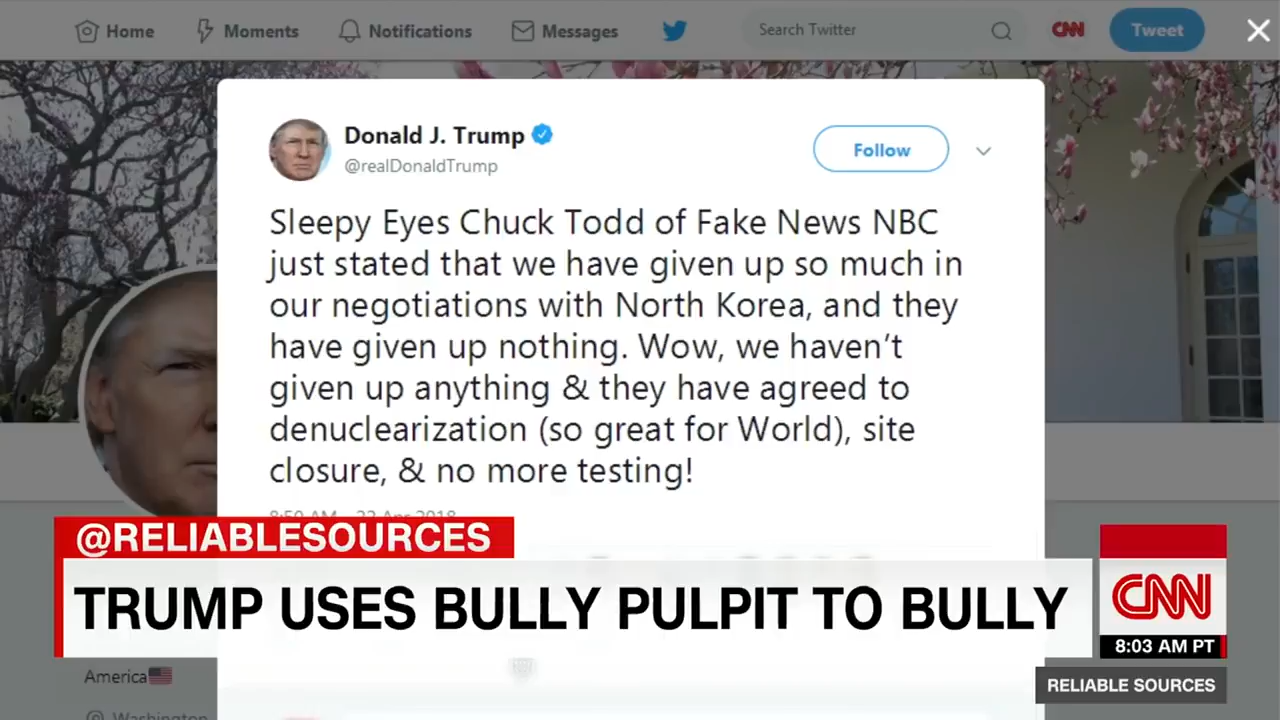 Home
Moments
Notifications
Messages
Search Twitter
CNN
Tweet
Donald J. Trump
@realDonaldTrump
Follow
Sleepy Eyes Chuck Todd of Fake News NBC
just stated that we have given up so much in
our negotiations with North Korea, and they
have given up nothing. Wow, we haven't
given up anything & they have agreed to
denuclearization (so great for World), site
closure, & no more testing!
@RELIABLESOURCES
TRUMP USES BULLY PULPIT TO BULLY
CNN
8:03 AM PT
America
Washington
RELIABLE SOURCES